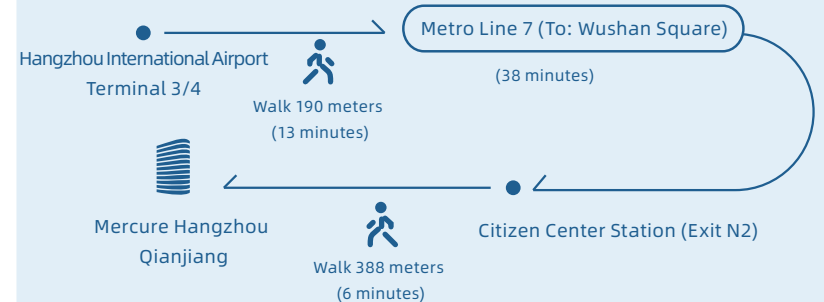 Hangzhou International Airport
Terminal 3/4
Walk 190 meters
(13 minutes)
Metro Line 7 (To: Wushan Square)
(38 minutes)
Citizen Center Station (Exit N2)
Walk 388 meters
(6 minutes)
Mercure Hangzhou
Qianjiang